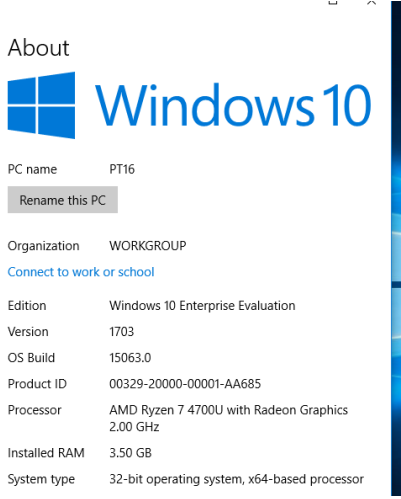 About
Windows 10
PC name PT16
Rename this PC
Organization WORKGROUP
Connect to work or school
Edition Windows 10 Enterprise Evaluation
Version 1703
OS Build 15063.0
Product ID 00329-20000-00001-AA685
Processor AMD Ryzen 7 4700U with Radeon Graphics
2.00 GHz
Installed RAM 3.50 GB
System type 32-bit operating system, x64-based processor